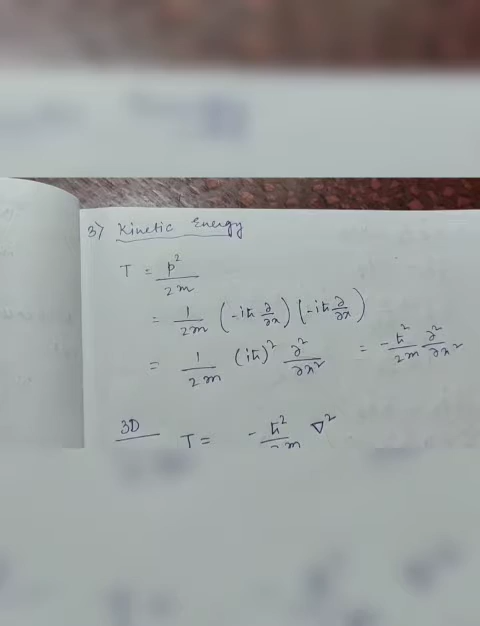 3) Kinetic Energy
T = p²/2m
= 1/2m (-iħ ∂/∂x) (-iħ ∂/∂x)
= 1/2m (iħ)² ∂²/∂x² = -ħ²/2m ∂²/∂x²
3D T = -ħ²/2m ∇²